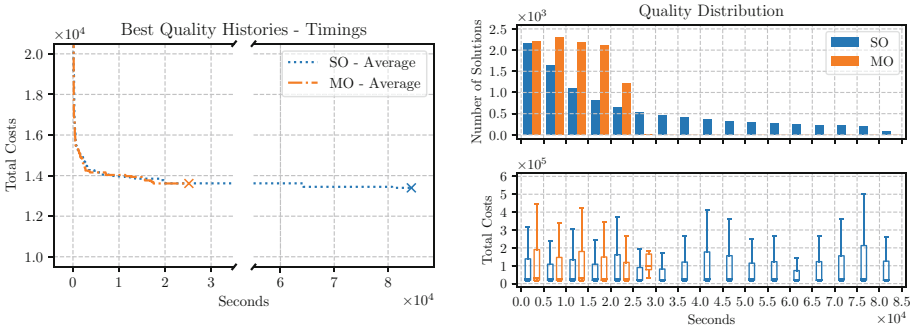 Best Quality Histories - Timings
×10⁴
2.0
1.8
1.6
1.4
1.2
1.0
Total Costs
SO - Average
MO - Average
0 1 2 3 6 7 8
Seconds
×10⁴
Quality Distribution
×10³
2.5
2.0
1.5
1.0
0.5
0.0
Number of Solutions
SO
MO
×10⁵
6
5
4
3
2
1
0
Total Costs
0.0 0.5 1.0 1.5 2.0 2.5 3.0 3.5 4.0 4.5 5.0 5.5 6.0 6.5 7.0 7.5 8.0 8.5
Seconds
×10⁴